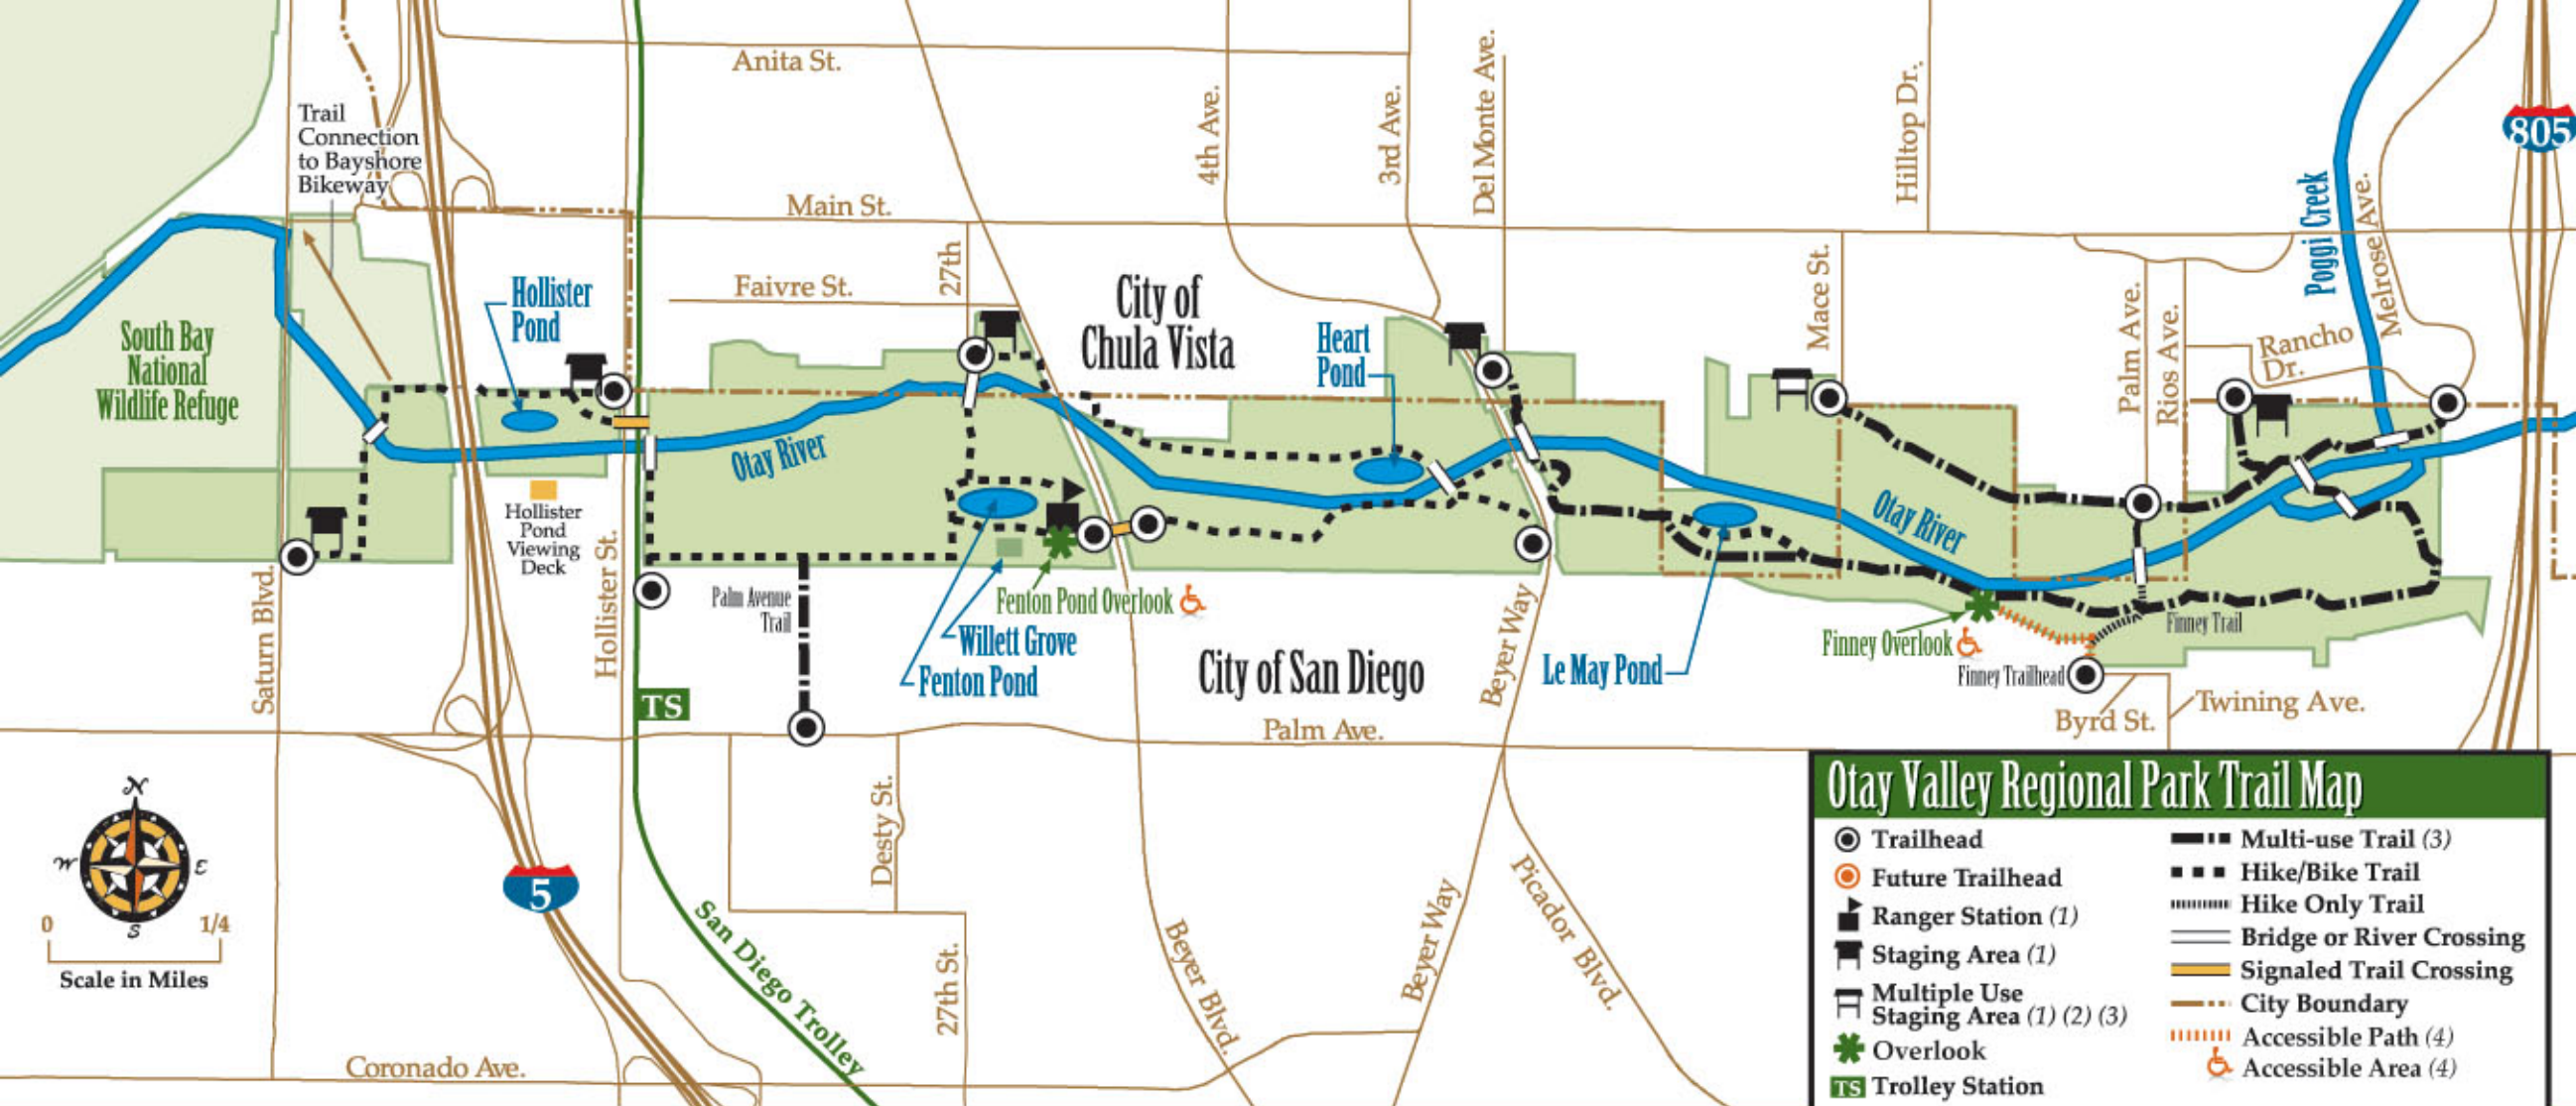 Anita St.
4th Ave.
3rd Ave.
Del Monte Ave.
Hilltop Dr.
805
Trail
Connection
to Bayshore
Bikeway
Main St.
Poggi Creek
Melrose Ave.
Hollister
Pond
Faivre St.
27th
City of
Chula Vista
Heart
Pond
Mace St.
Palm Ave.
Rios Ave.
Rancho
Dr.
South Bay
National
Wildlife Refuge
Otay River
Otay River
Hollister
Pond
Viewing
Deck
Saturn Blvd.
Hollister St.
Palm Avenue
Trail
Fenton Pond Overlook
Willett Grove
Fenton Pond
City of San Diego
Beyer Way
Le May Pond
Finney Overlook
Finney Trail
Finney Trailhead
Byrd St.
Twining Ave.
TS
Palm Ave.
N
W
E
S
0
1/4
Scale in Miles
5
Desty St.
San Diego Trolley
27th St.
Beyer Blvd.
Beyer Way
Picador Blvd.
Coronado Ave.
Otay Valley Regional Park Trail Map
Trailhead
Future Trailhead
Ranger Station (1)
Staging Area (1)
Multiple Use
Staging Area (1) (2) (3)
Overlook
TS Trolley Station
Multi-use Trail (3)
Hike/Bike Trail
Hike Only Trail
Bridge or River Crossing
Signaled Trail Crossing
City Boundary
Accessible Path (4)
Accessible Area (4)